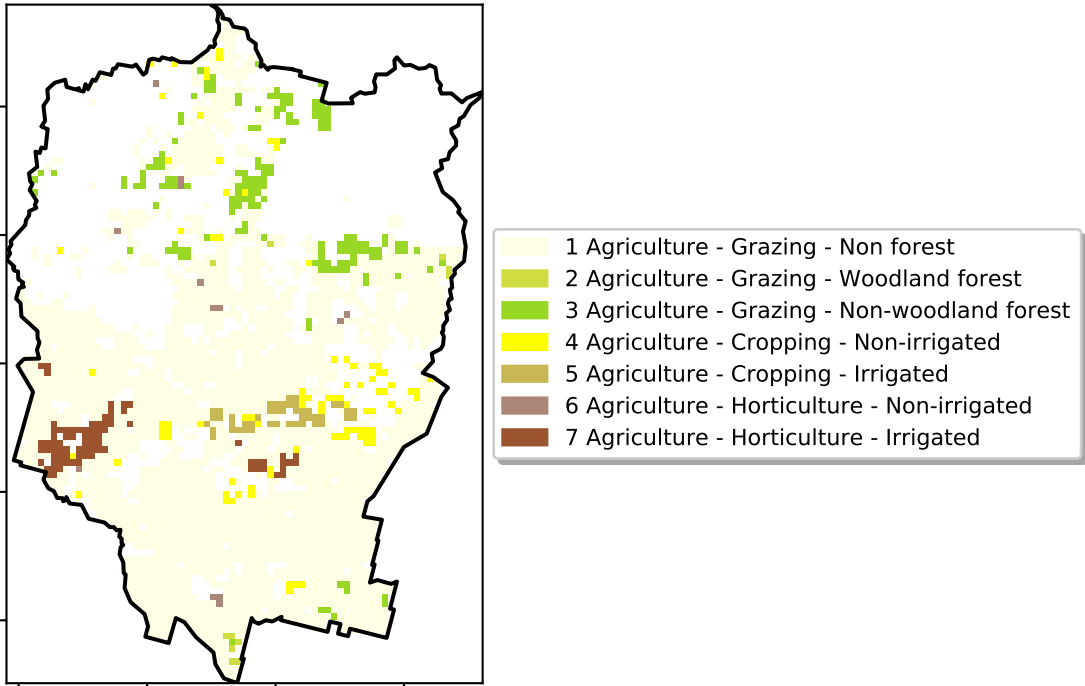 1 Agriculture - Grazing - Non forest
2 Agriculture - Grazing - Woodland forest
3 Agriculture - Grazing - Non-woodland forest
4 Agriculture - Cropping - Non-irrigated
5 Agriculture - Cropping - Irrigated
6 Agriculture - Horticulture - Non-irrigated
7 Agriculture - Horticulture - Irrigated